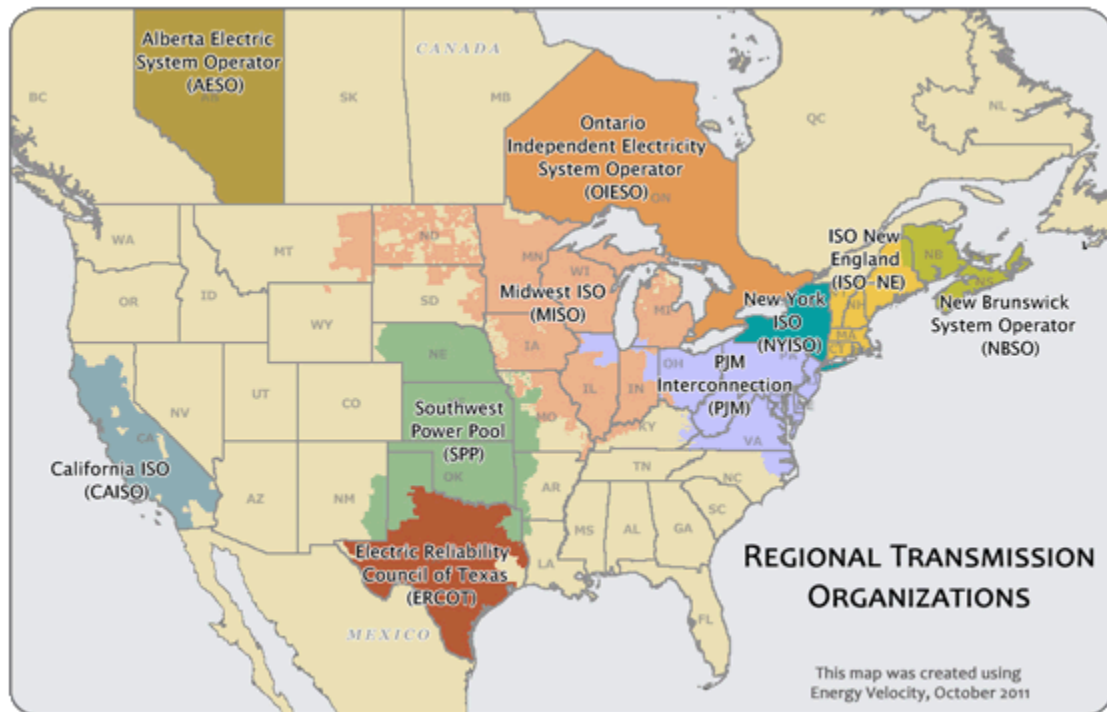 Alberta Electric
System Operator
(AESO)
CANADA
BC
SK
MB
QC
NL
Ontario
Independent Electricity
System Operator
(OIESO)
ON
WA
MT
ND
MN
ISO New
England
(ISO-NE)
NB
OR
ID
WY
SD
WI
MI
Midwest ISO
(MISO)
New York
ISO
(NYISO)
NH
MA
CT
New Brunswick
System Operator
(NBSO)
NE
IA
NV
UT
CO
IL
IN
OH
PJM
Interconnection
(PJM)
MO
KY
VA
CA
Southwest
Power Pool
(SPP)
California ISO
(CAISO)
AZ
NM
OK
AR
TN
NC
SC
MS
AL
GA
LA
FL
Electric Reliability
Council of Texas
(ERCOT)
MEXICO
REGIONAL TRANSMISSION
ORGANIZATIONS
This map was created using
Energy Velocity, October 2011